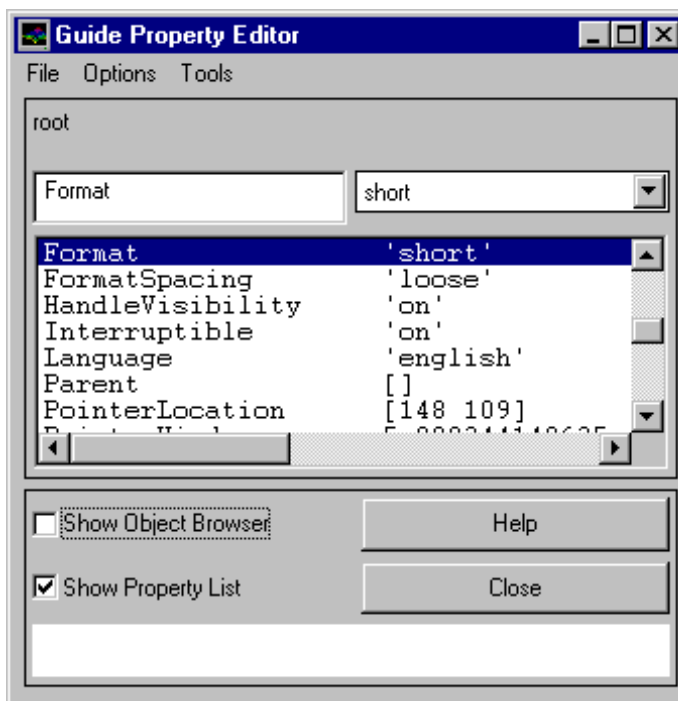 Guide Property Editor
File Options Tools
root
Format short
Format 'short'
FormatSpacing 'loose'
HandleVisibility 'on'
Interruptible 'on'
Language 'english'
Parent []
PointerLocation [148 109]
Show Object Browser Help
Show Property List Close